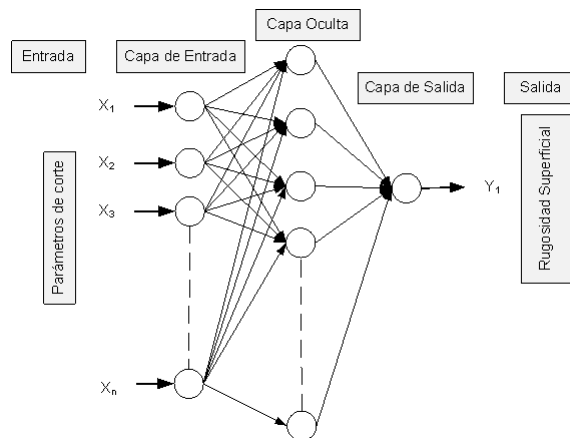 Capa Oculta
Entrada
Capa de Entrada
Capa de Salida
Salida
X1
X2
X3
Xn
Parámetros de corte
Y1
Rugosidad Superficial